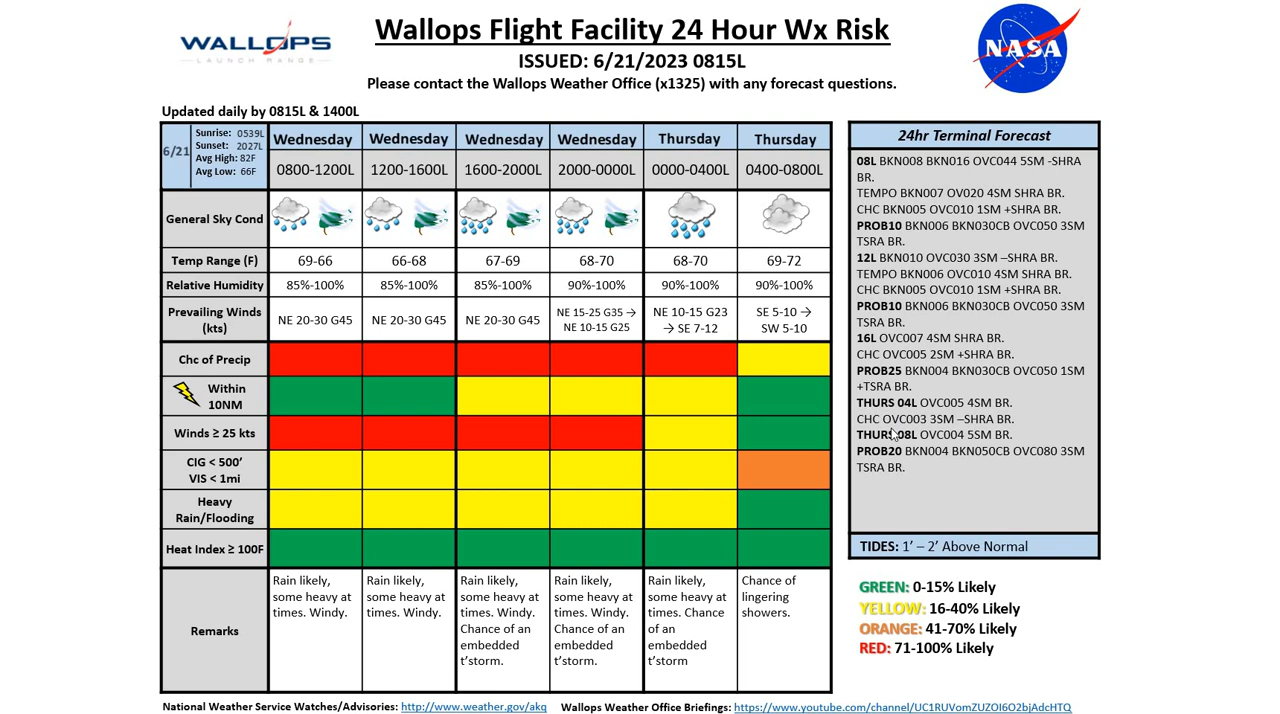 WALLOPS
LAUNCH RANGE
Wallops Flight Facility 24 Hour Wx Risk
ISSUED: 6/21/2023 0815L
Please contact the Wallops Weather Office (x1325) with any forecast questions.
NASA
Updated daily by 0815L & 1400L
6/21
Sunrise: 0539L
Sunset: 2027L
Avg High: 82F
Avg Low: 66F
Wednesday Wednesday Wednesday Wednesday Thursday Thursday
0800-1200L 1200-1600L 1600-2000L 2000-0000L 0000-0400L 0400-0800L
General Sky Cond
Temp Range (F) 69-66 66-68 67-69 68-70 68-70 69-72
Relative Humidity 85%-100% 85%-100% 85%-100% 90%-100% 90%-100% 90%-100%
Prevailing Winds (kts) NE 20-30 G45 NE 20-30 G45 NE 20-30 G45 NE 15-25 G35 → NE 10-15 G25 NE 10-15 G23 → SE 7-12 SE 5-10 → SW 5-10
Chc of Precip
Within
10NM
Winds ≥ 25 kts
CIG < 500'
VIS < 1mi
Heavy
Rain/Flooding
Heat Index ≥ 100F
Remarks
Rain likely,
some heavy at
times. Windy.
Rain likely,
some heavy at
times. Windy.
Rain likely,
some heavy at
times. Windy.
Chance of an
embedded
t'storm.
Rain likely,
some heavy at
times. Windy.
Chance of an
embedded
t'storm.
Rain likely,
some heavy at
times. Chance
of an
embedded
t'storm
Chance of
lingering
showers.
24hr Terminal Forecast
08L BKN008 BKN016 OVC044 5SM -SHRA
BR.
TEMPO BKN007 OV020 4SM SHRA BR.
CHC BKN005 OVC010 1SM +SHRA BR.
PROB10 BKN006 BKN030CB OVC050 3SM
TSRA BR.
12L BKN010 OVC030 3SM –SHRA BR.
TEMPO BKN006 OVC010 4SM SHRA BR.
CHC BKN005 OVC010 1SM +SHRA BR.
PROB10 BKN006 BKN030CB OVC050 3SM
TSRA BR.
16L OVC007 4SM SHRA BR.
CHC OVC005 2SM +SHRA BR.
PROB25 BKN004 BKN030CB OVC050 1SM
+TSRA BR.
THURS 04L OVC005 4SM BR.
CHC OVC003 3SM –SHRA BR.
THURS 08L OVC004 5SM BR.
PROB20 BKN004 BKN050CB OVC080 3SM
TSRA BR.
TIDES: 1' – 2' Above Normal
GREEN: 0-15% Likely
YELLOW: 16-40% Likely
ORANGE: 41-70% Likely
RED: 71-100% Likely
National Weather Service Watches/Advisories: http://www.weather.gov/akq Wallops Weather Office Briefings: https://www.youtube.com/channel/UC1RUVomZUZOI6O2bjAdcHTQ